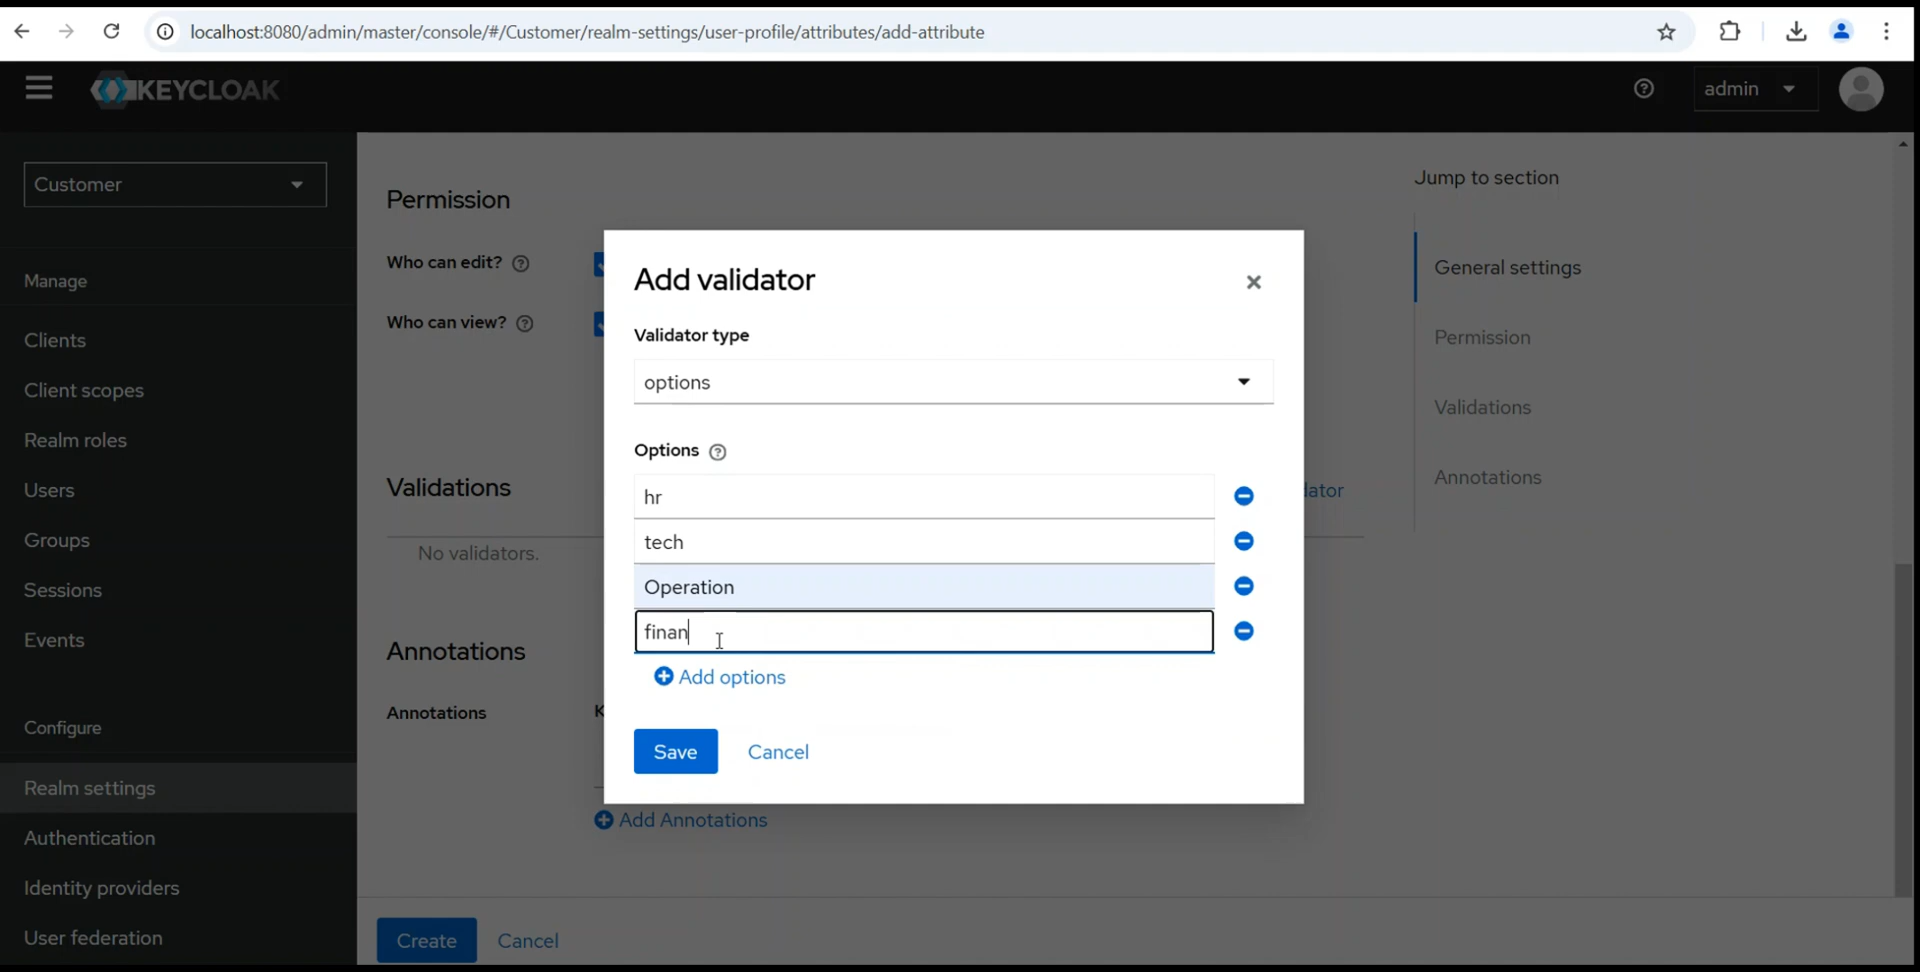 localhost:8080/admin/master/console/#/Customer/realm-settings/user-profile/attributes/add-attribute
KEYCLOAK
admin
Customer
Manage
Clients
Client scopes
Realm roles
Users
Groups
Sessions
Events
Configure
Realm settings
Authentication
Identity providers
User federation
Permission
Who can edit?
Who can view?
Validations
No validators.
Annotations
Annotations
Add Annotations
Create Cancel
Add validator
Validator type
options
Options
hr
tech
Operation
finan
Add options
Save Cancel
Jump to section
General settings
Permission
Validations
Annotations